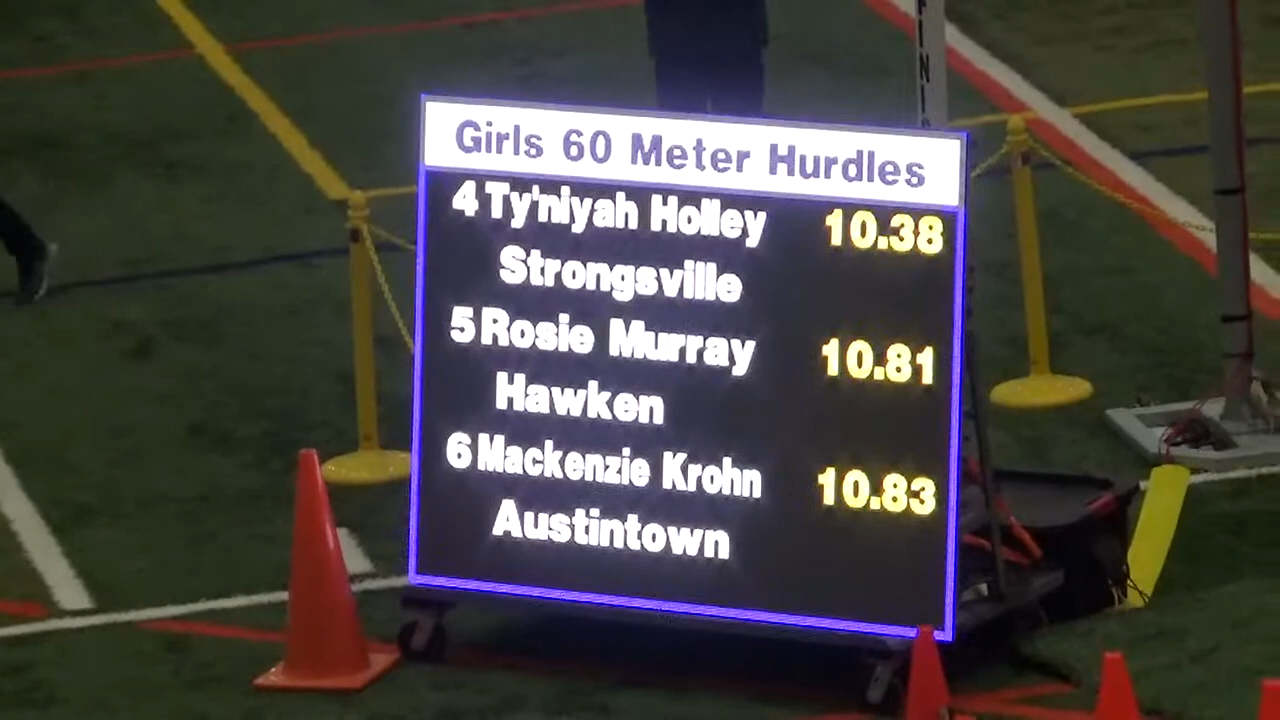 Girls 60 Meter Hurdles
4 Ty'niyah Holley 10.38
Strongsville
5 Rosie Murray 10.81
Hawken
6 Mackenzie Krohn 10.83
Austintown